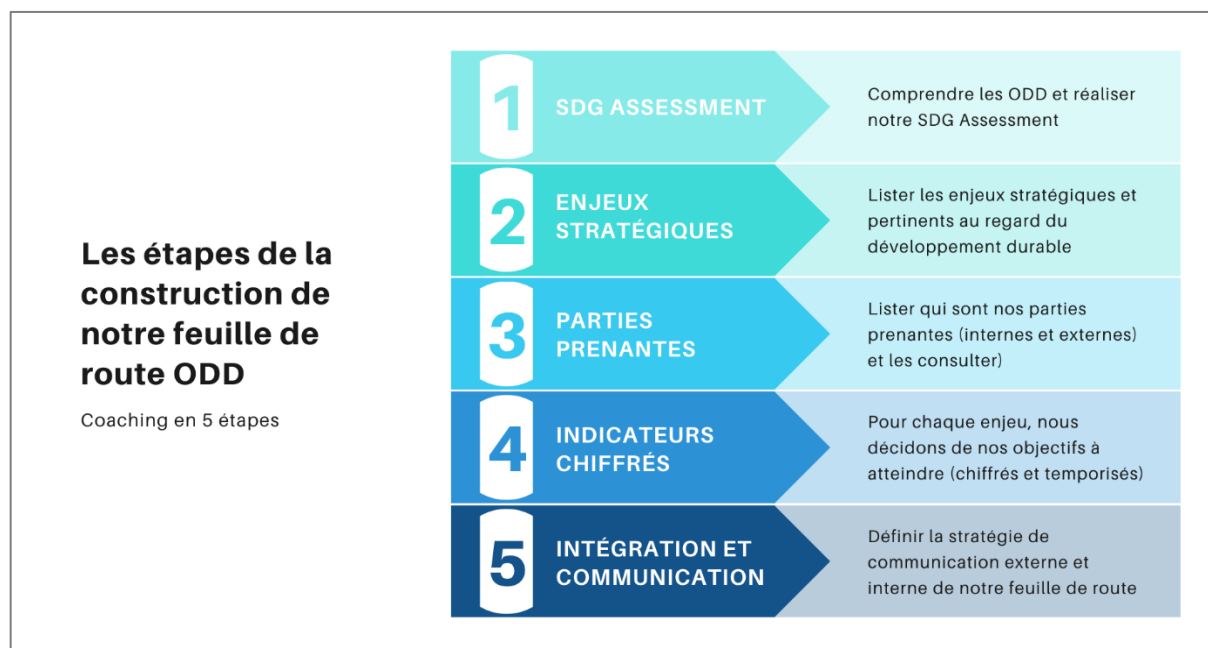 Les étapes de la
construction de
notre feuille de
route ODD
Coaching en 5 étapes
1
SDG ASSESSMENT
Comprendre les ODD et réaliser
notre SDG Assessment
2
ENJEUX
STRATÉGIQUES
Lister les enjeux stratégiques et
pertinents au regard du
développement durable
3
PARTIES
PRENANTES
Lister qui sont nos parties
prenantes (internes et externes)
et les consulter)
4
INDICATEURS
CHIFFRÉS
Pour chaque enjeu, nous
décidons de nos objectifs à
atteindre (chiffrés et temporisés)
5
INTÉGRATION ET
COMMUNICATION
Définir la stratégie de
communication externe et
interne de notre feuille de route